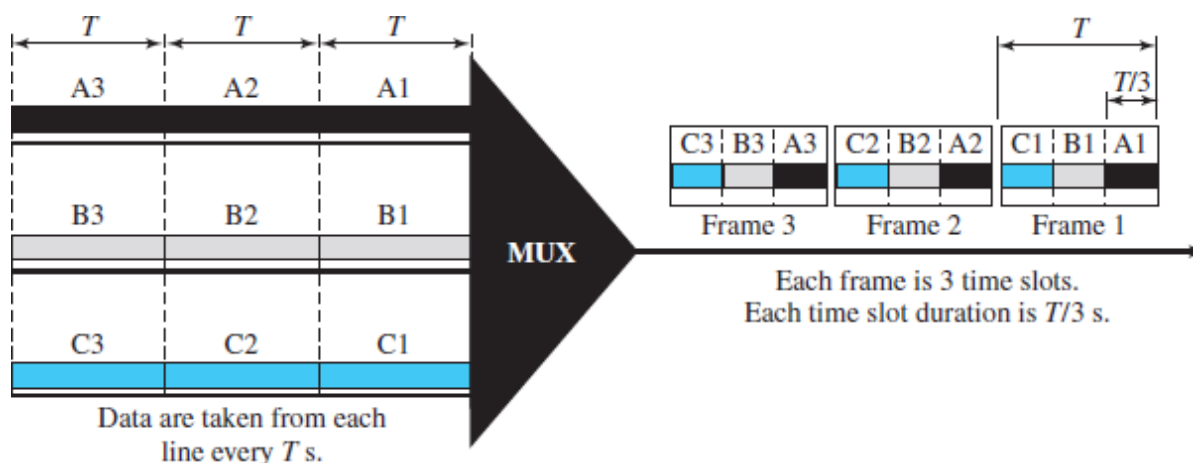 T T T
A3 A2 A1
B3 B2 B1
C3 C2 C1
Data are taken from each
line every T s.
MUX
T
T/3
C3 B3 A3 C2 B2 A2 C1 B1 A1
Frame 3 Frame 2 Frame 1
Each frame is 3 time slots.
Each time slot duration is T/3 s.